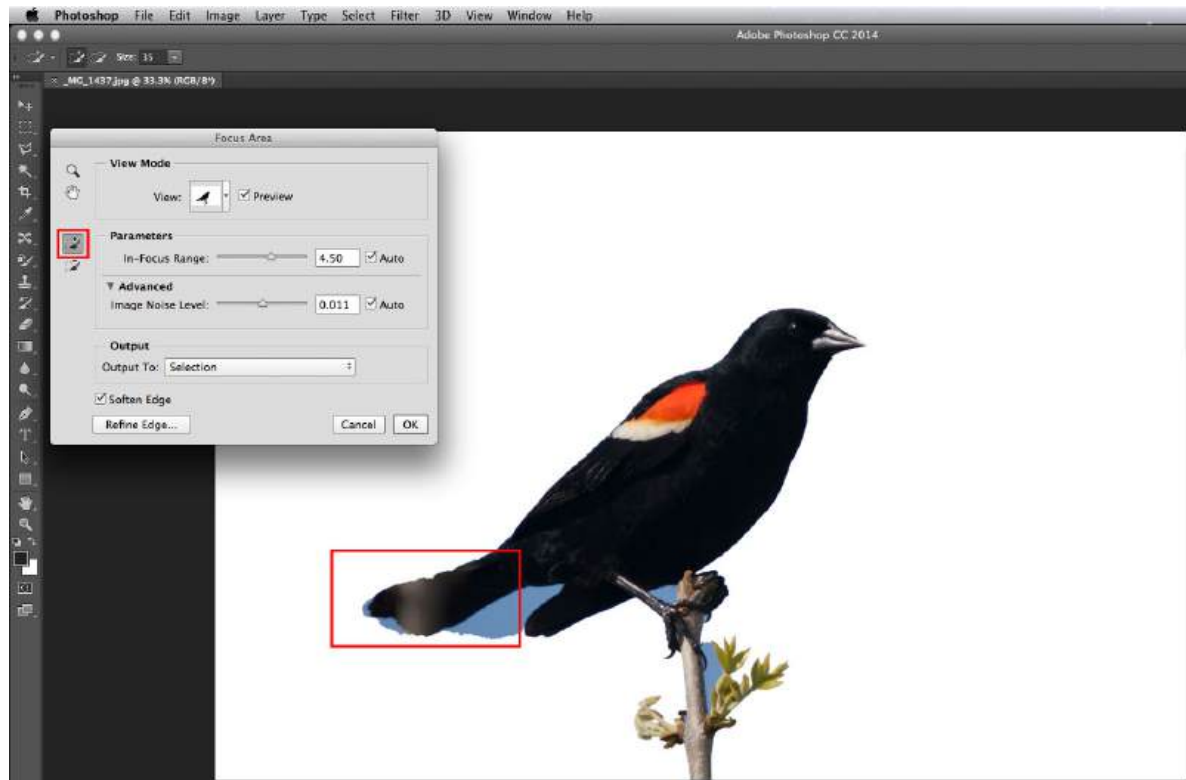 Photoshop File Edit Image Layer Type Select Filter 3D View Window Help
Adobe Photoshop CC 2014
Size: 35
× _MG_1437.jpg @ 33.3% (RGB/8*)
Focus Area
View Mode
View: Preview
Parameters
In-Focus Range: 4.50 Auto
Advanced
Image Noise Level: 0.011 Auto
Output
Output To: Selection
Soften Edge
Refine Edge... Cancel OK